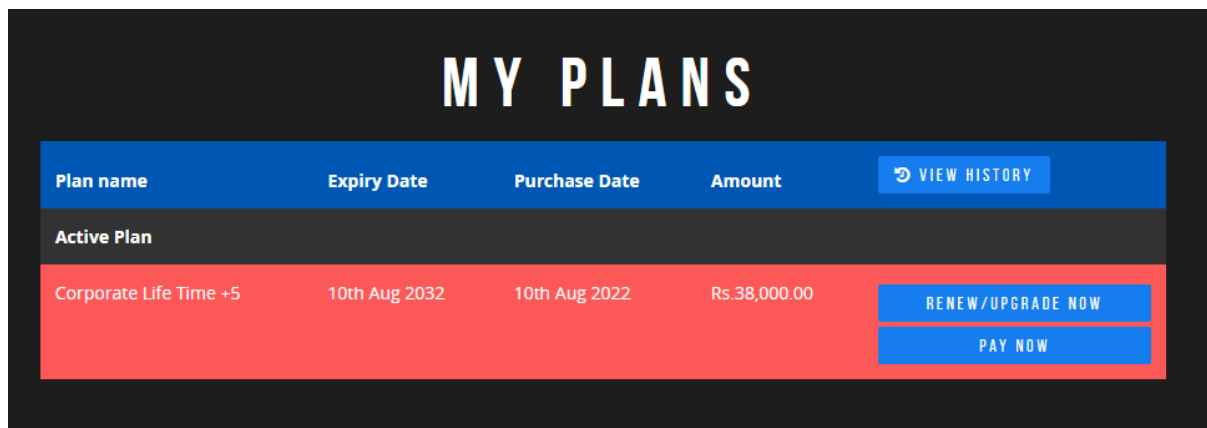 MY PLANS
Plan name Expiry Date Purchase Date Amount VIEW HISTORY
Active Plan
Corporate Life Time +5 10th Aug 2032 10th Aug 2022 Rs.38,000.00 RENEW/UPGRADE NOW
PAY NOW